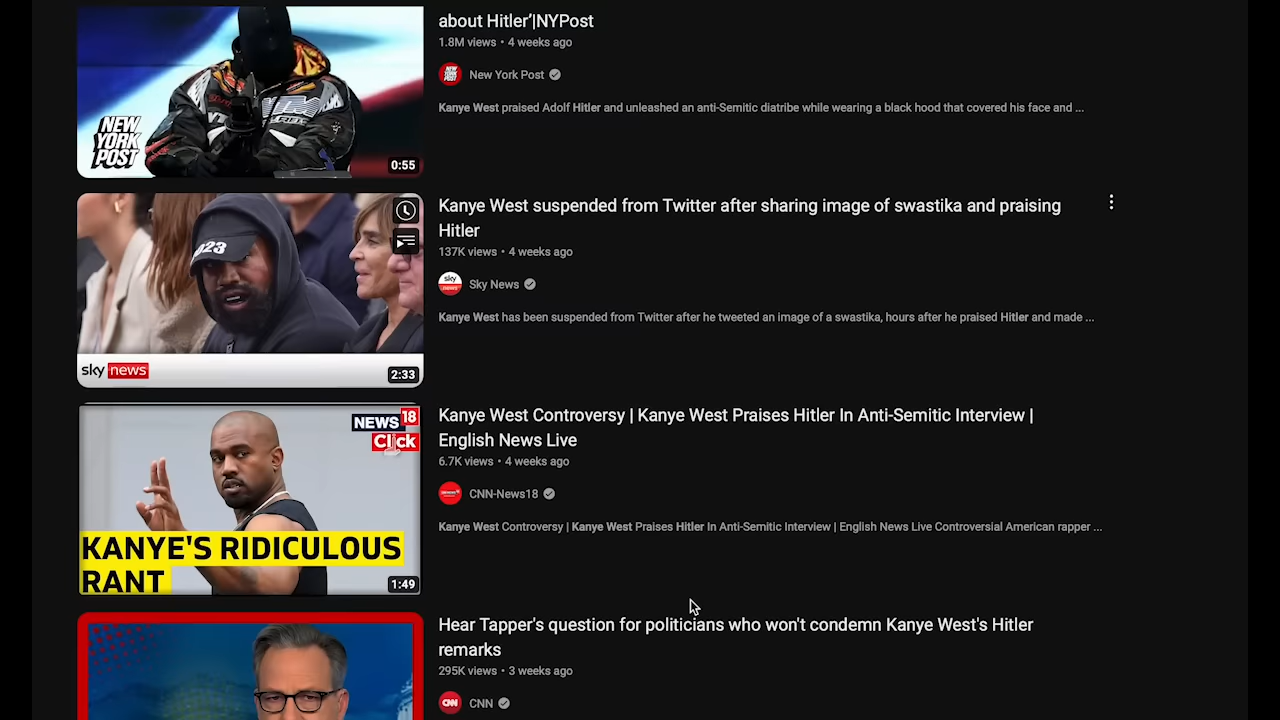 about Hitler'|NYPost
1.8M views • 4 weeks ago
New York Post
Kanye West praised Adolf Hitler and unleashed an anti-Semitic diatribe while wearing a black hood that covered his face and ...
NEW
YORK
POST
0:55
Kanye West suspended from Twitter after sharing image of swastika and praising
Hitler
137K views • 4 weeks ago
sky news
Sky News
Kanye West has been suspended from Twitter after he tweeted an image of a swastika, hours after he praised Hitler and made ...
2023
sky news
2:33
Kanye West Controversy | Kanye West Praises Hitler In Anti-Semitic Interview |
English News Live
6.7K views • 4 weeks ago
CNN-News18
Kanye West Controversy | Kanye West Praises Hitler In Anti-Semitic Interview | English News Live Controversial American rapper ...
NEWS 18
Click
KANYE'S RIDICULOUS
RANT
1:49
Hear Tapper's question for politicians who won't condemn Kanye West's Hitler
remarks
295K views • 3 weeks ago
CNN
CNN